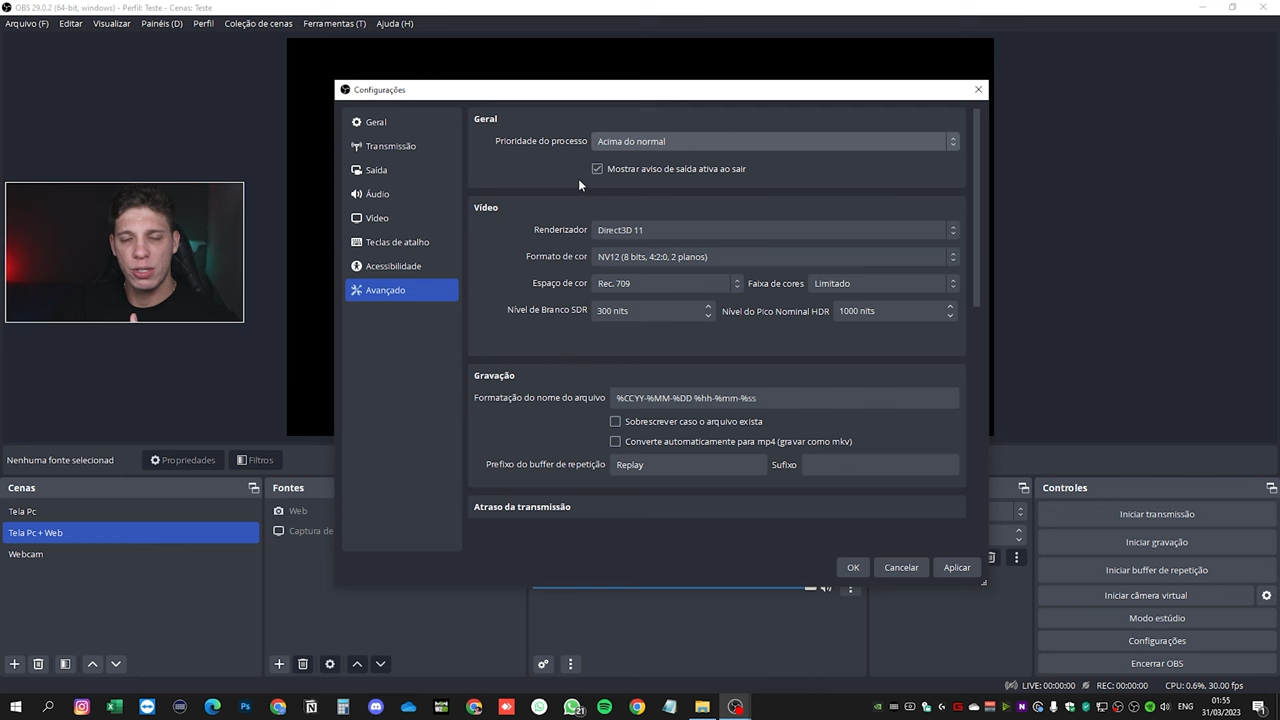 OBS 29.0.2 (64-bit, windows) - Perfil: Teste - Cenas: Teste
Arquivo (F) Editar Visualizar Painéis (D) Perfil Coleção de cenas Ferramentas (T) Ajuda (H)
Configurações
Geral
Transmissão
Saída
Áudio
Vídeo
Teclas de atalho
Acessibilidade
Avançado
Geral
Prioridade do processo Acima do normal
Mostrar aviso de saída ativa ao sair
Vídeo
Renderizador Direct3D 11
Formato de cor NV12 (8 bits, 4:2:0, 2 planos)
Espaço de cor Rec. 709 Faixa de cores Limitado
Nível de Branco SDR 300 nits Nível do Pico Nominal HDR 1000 nits
Gravação
Formatação do nome do arquivo %CCYY-%MM-%DD %hh-%mm-%ss
Sobrescrever caso o arquivo exista
Converte automaticamente para mp4 (gravar como mkv)
Prefixo do buffer de repetição Replay Sufixo
Atraso da transmissão
OK Cancelar Aplicar
Nenhuma fonte selecionad Propriedades Filtros
Cenas
Tela Pc
Tela Pc + Web
Webcam
Fontes
Web
Captura de
Controles
Iniciar transmissão
Iniciar gravação
Iniciar buffer de repetição
Iniciar câmera virtual
Modo estúdio
Configurações
Encerrar OBS
LIVE: 00:00:00 REC: 00:00:00 CPU: 0.6%, 30.00 fps
ENG
01:55
31/03/2023